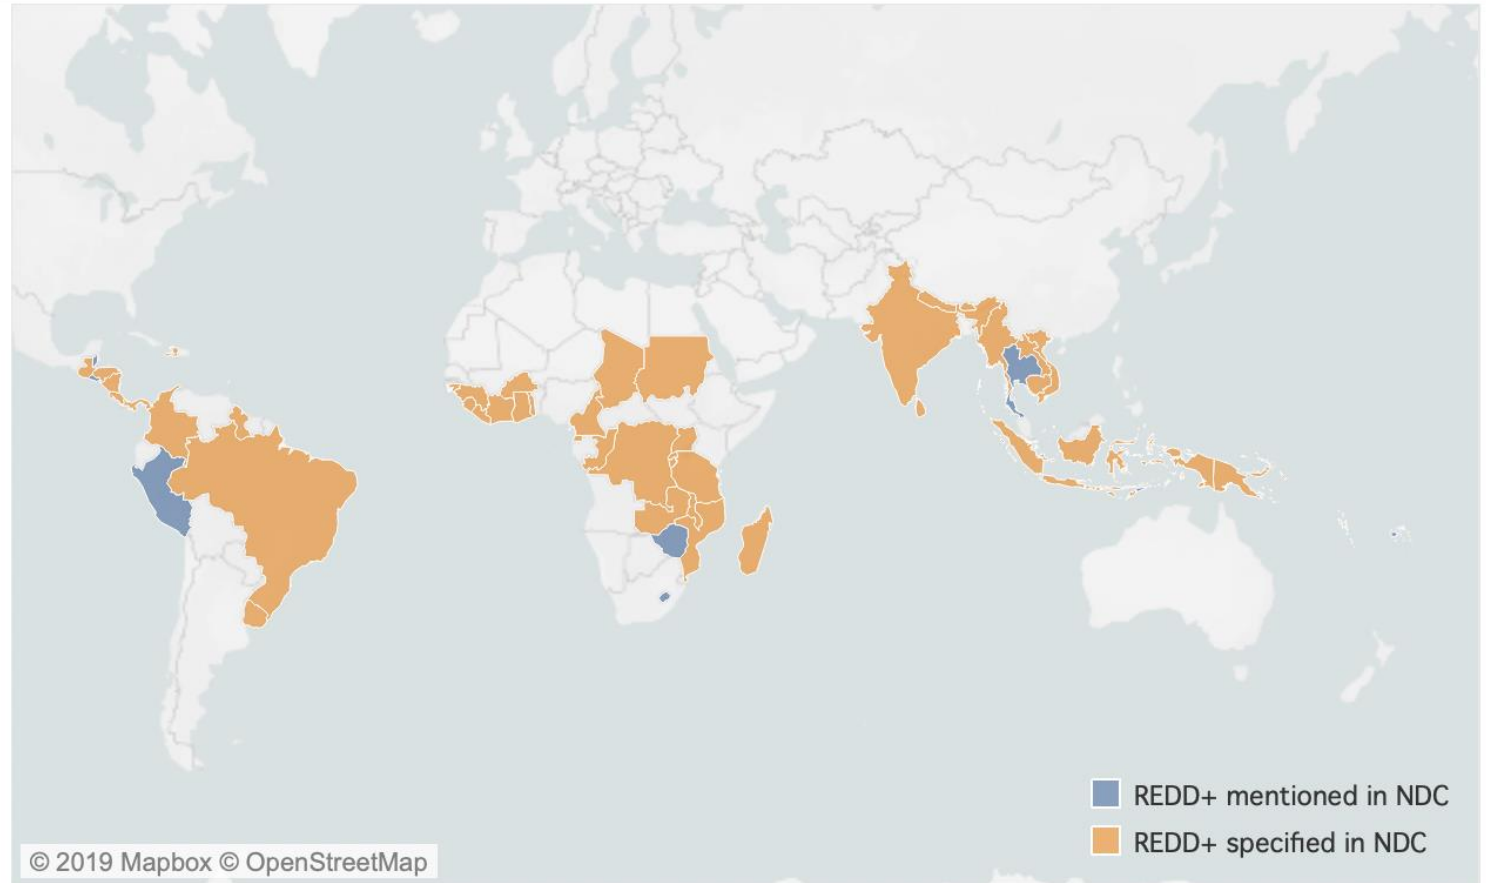 REDD+ mentioned in NDC
REDD+ specified in NDC
© 2019 Mapbox © OpenStreetMap